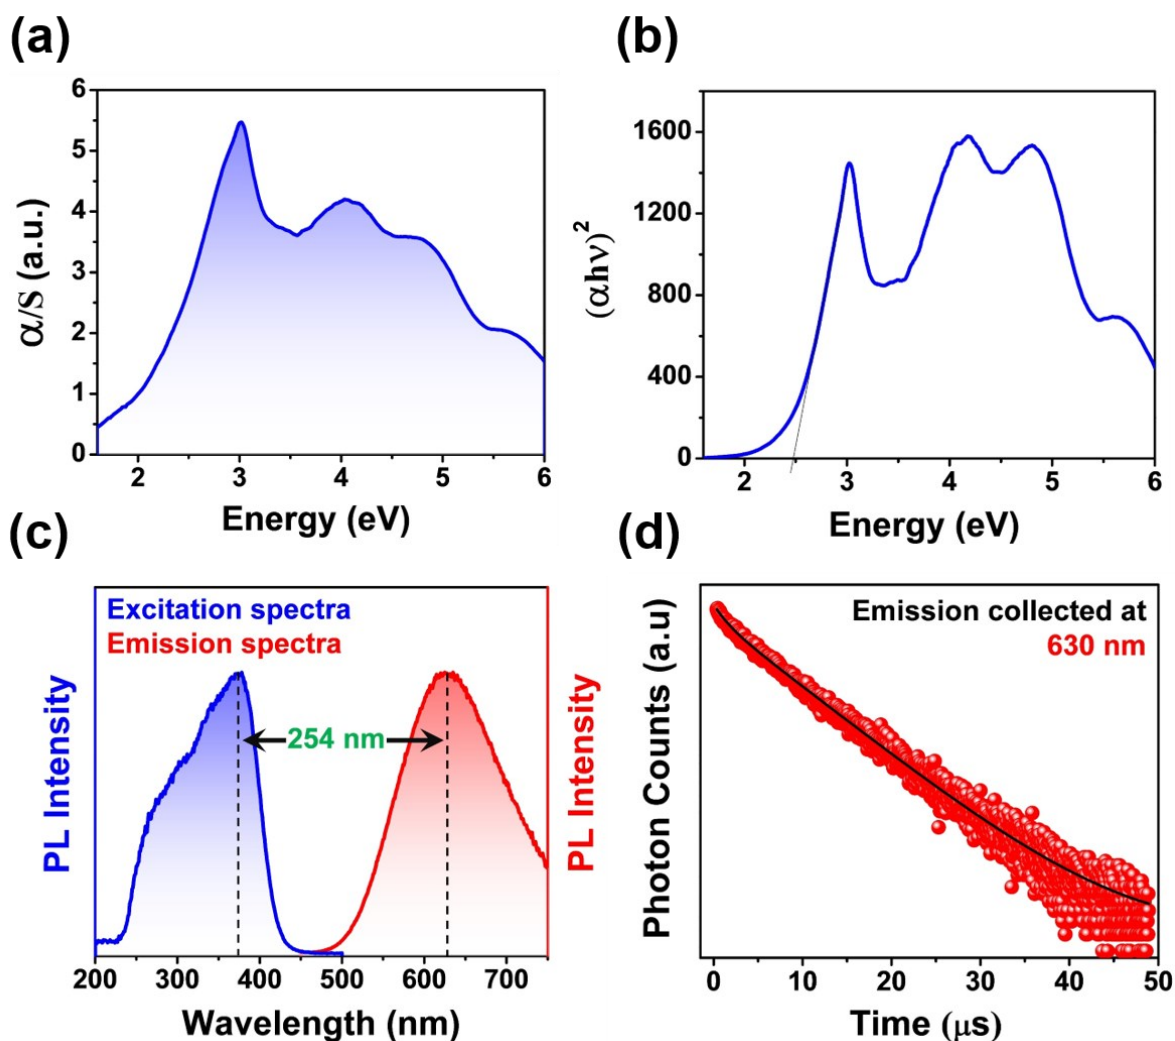 (a)
6
5
4
3
2
1
0
α/S (a.u.)
2 3 4 5 6
Energy (eV)
(b)
1600
1200
800
400
0
(αhν)²
2 3 4 5 6
Energy (eV)
(c)
Excitation spectra
Emission spectra
254 nm
PL Intensity
PL Intensity
200 300 400 500 600 700
Wavelength (nm)
(d)
Emission collected at
630 nm
Photon Counts (a.u)
0 10 20 30 40 50
Time (μs)